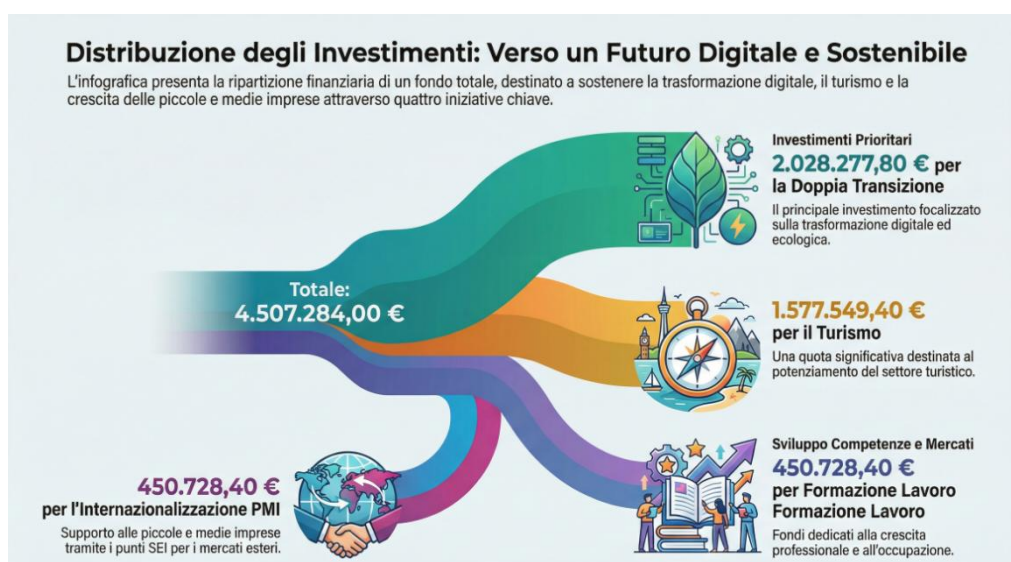 Distribuzione degli Investimenti: Verso un Futuro Digitale e Sostenibile
L'infografica presenta la ripartizione finanziaria di un fondo totale, destinato a sostenere la trasformazione digitale, il turismo e la
crescita delle piccole e medie imprese attraverso quattro iniziative chiave.
Investimenti Prioritari
2.028.277,80 € per
la Doppia Transizione
Il principale investimento focalizzato
sulla trasformazione digitale ed
ecologica.
Totale:
4.507.284,00 €
1.577.549,40 €
per il Turismo
Una quota significativa destinata al
potenziamento del settore turistico.
450.728,40 €
per l'Internazionalizzazione PMI
Supporto alle piccole e medie imprese
tramite i punti SEI per i mercati esteri.
Sviluppo Competenze e Mercati
450.728,40 €
per Formazione Lavoro
Formazione Lavoro
Fondi dedicati alla crescita
professionale e all'occupazione.